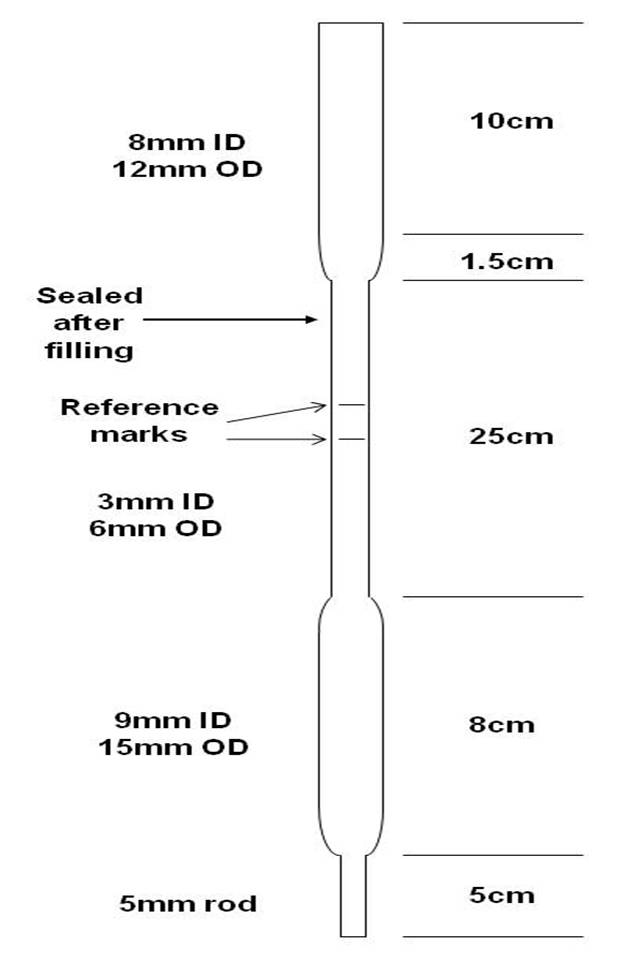 10cm
8mm ID
12mm OD
1.5cm
Sealed
after
filling
Reference
marks
25cm
3mm ID
6mm OD
9mm ID
15mm OD
8cm
5mm rod
5cm